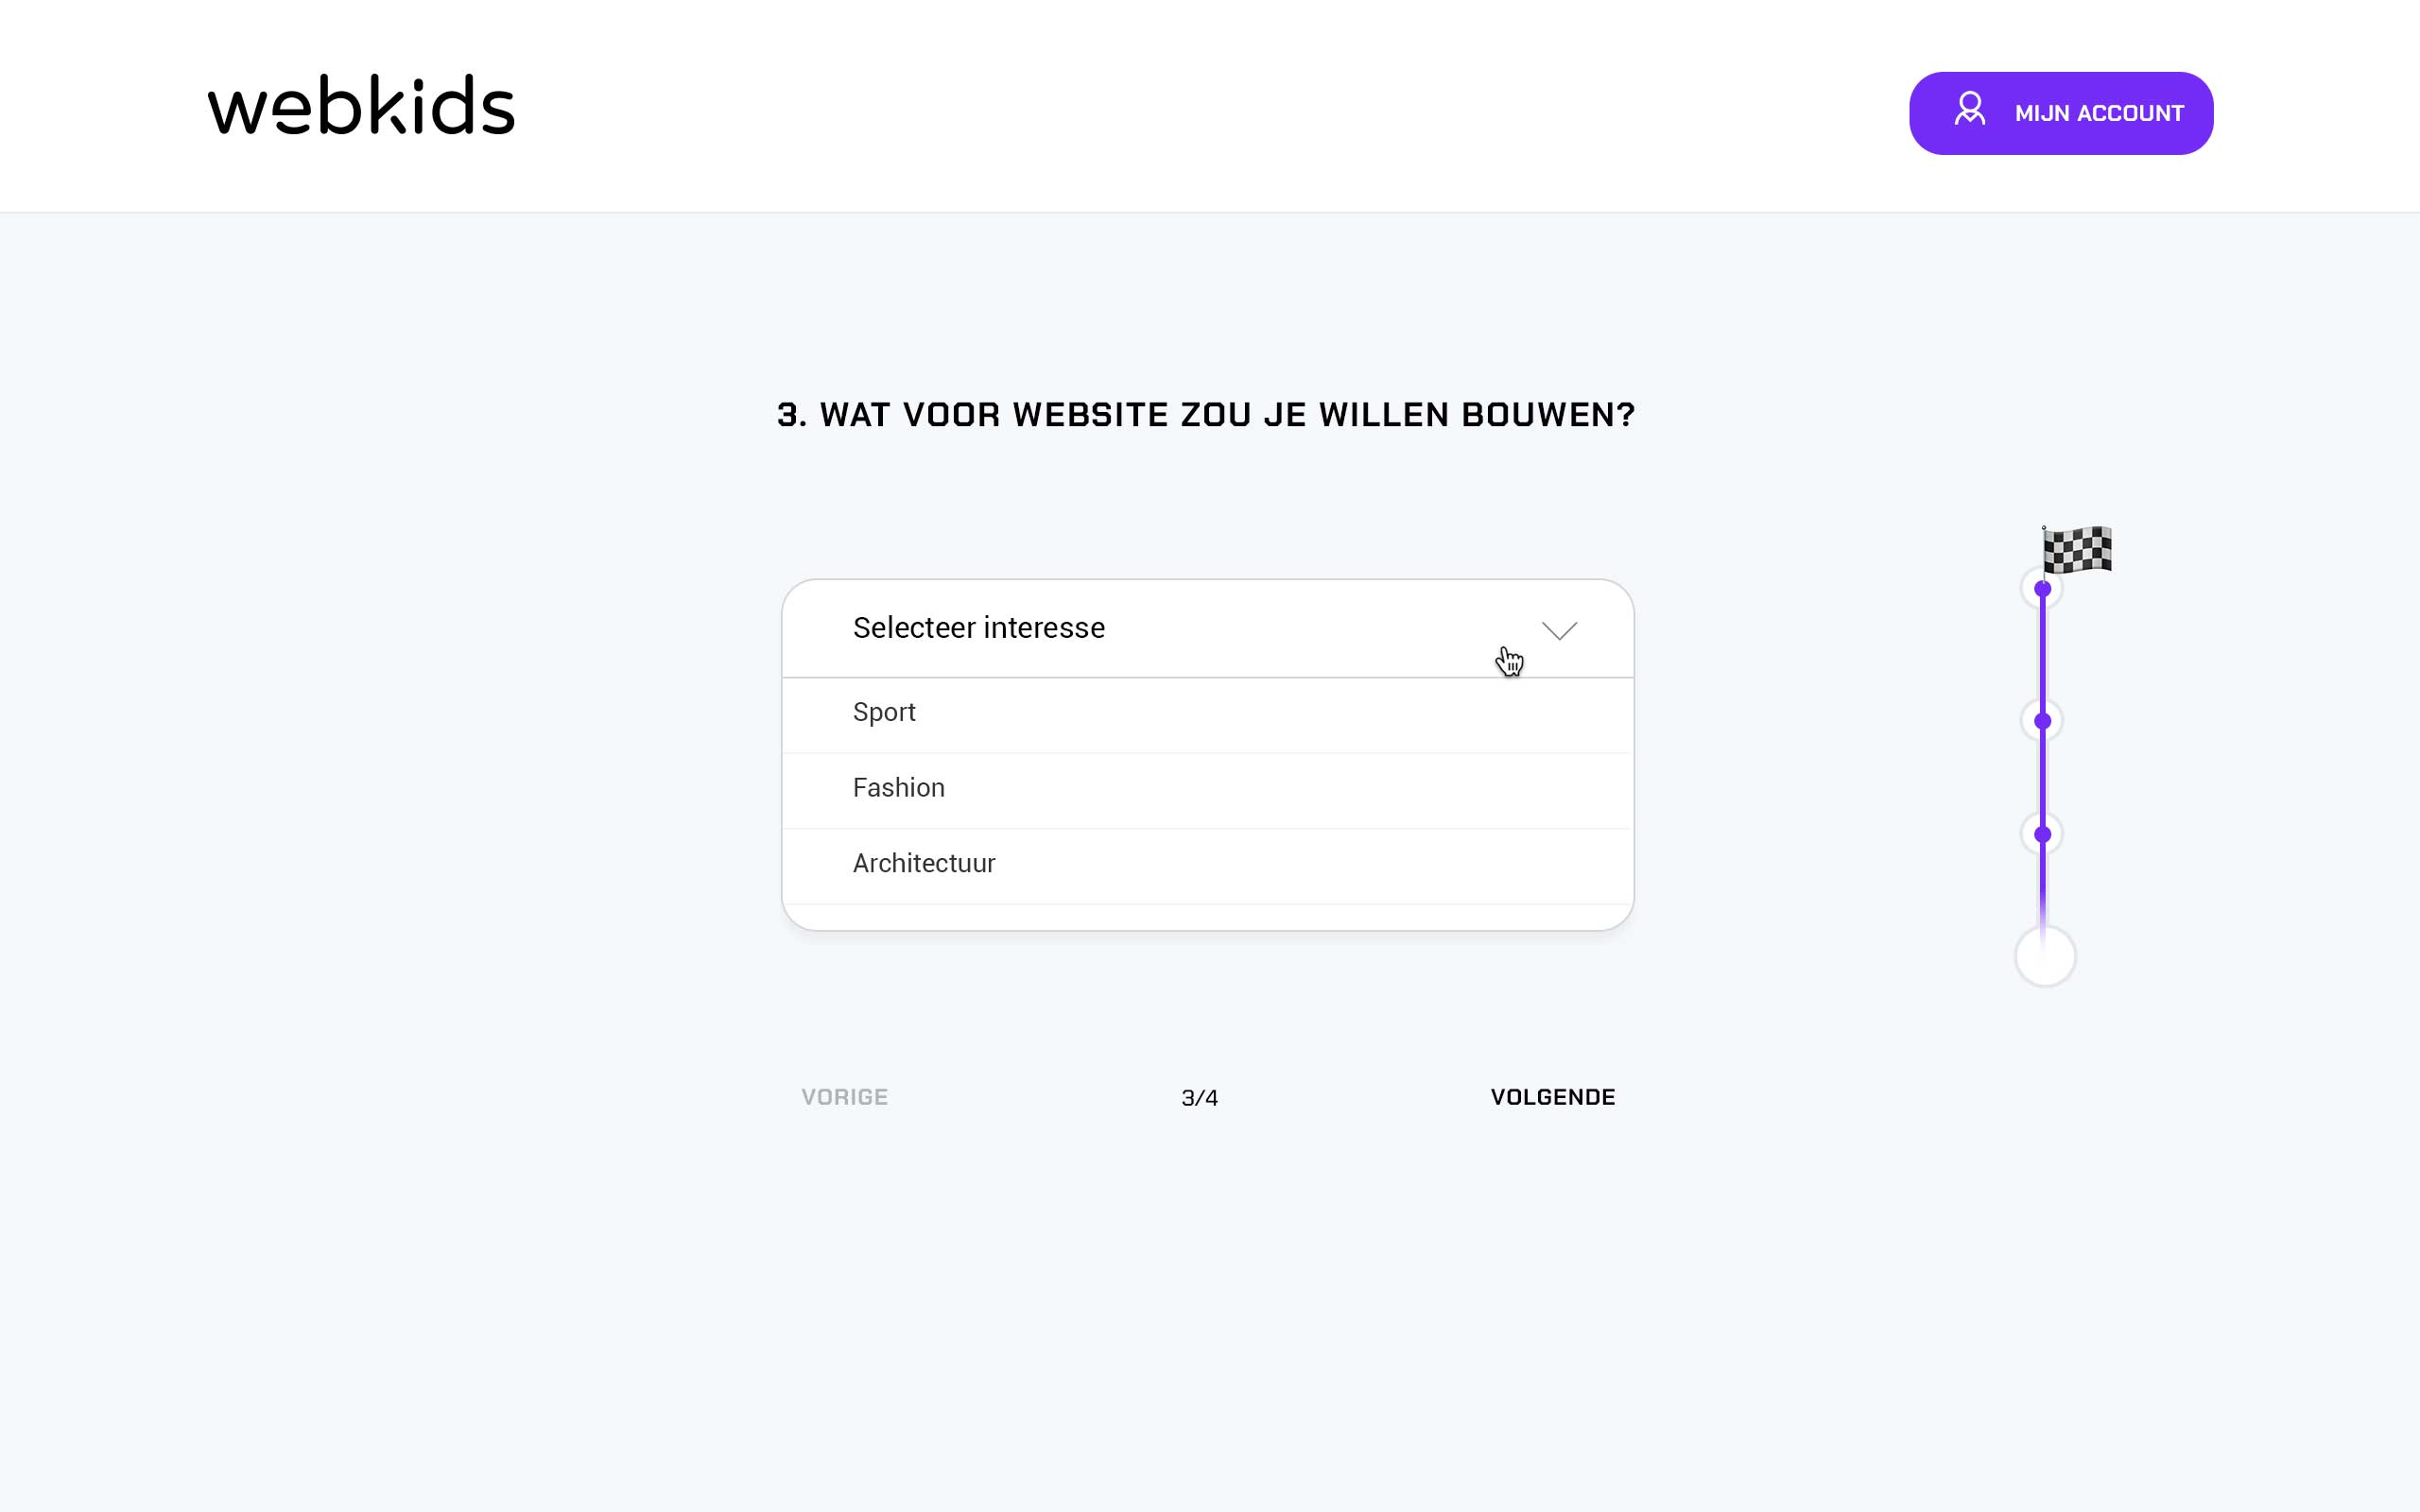 webkids
MIJN ACCOUNT
3. WAT VOOR WEBSITE ZOU JE WILLEN BOUWEN?
Selecteer interesse
Sport
Fashion
Architectuur
VORIGE
3/4
VOLGENDE